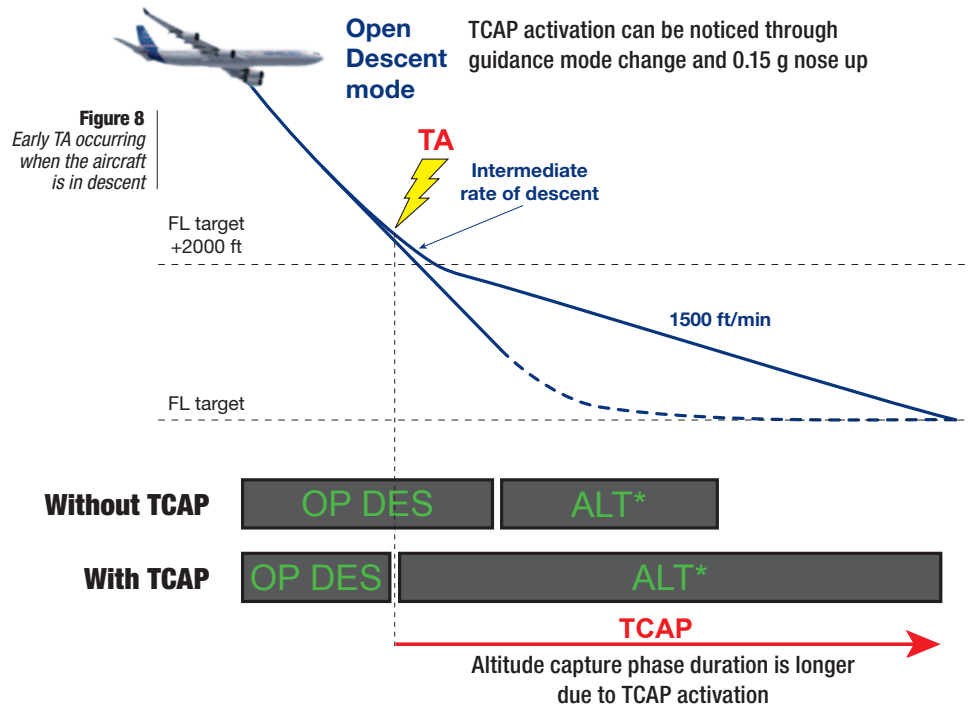 Open
Descent
mode
TCAP activation can be noticed through
guidance mode change and 0.15 g nose up
Figure 8
Early TA occurring
when the aircraft
is in descent
TA
Intermediate
rate of descent
FL target
+2000 ft
1500 ft/min
FL target
Without TCAP
OP DES
ALT*
With TCAP
OP DES
ALT*
TCAP
Altitude capture phase duration is longer
due to TCAP activation